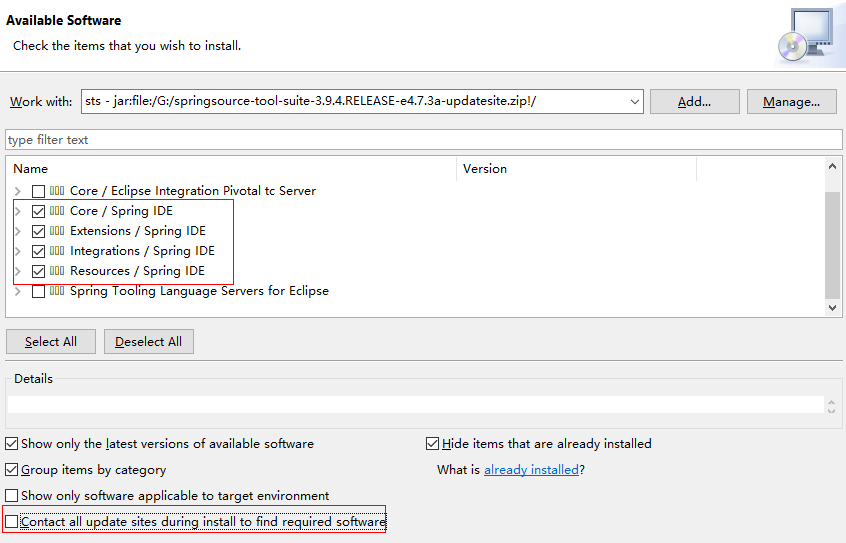 Available Software
Check the items that you wish to install.
Work with: sts - jar:file:/G:/springsource-tool-suite-3.9.4.RELEASE-e4.7.3a-updatesite.zip!/ Add... Manage...
type filter text
Name Version
Core / Eclipse Integration Pivotal tc Server
Core / Spring IDE
Extensions / Spring IDE
Integrations / Spring IDE
Resources / Spring IDE
Spring Tooling Language Servers for Eclipse
Select All Deselect All
Details
Show only the latest versions of available software Hide items that are already installed
Group items by category What is already installed?
Show only software applicable to target environment
Contact all update sites during install to find required software